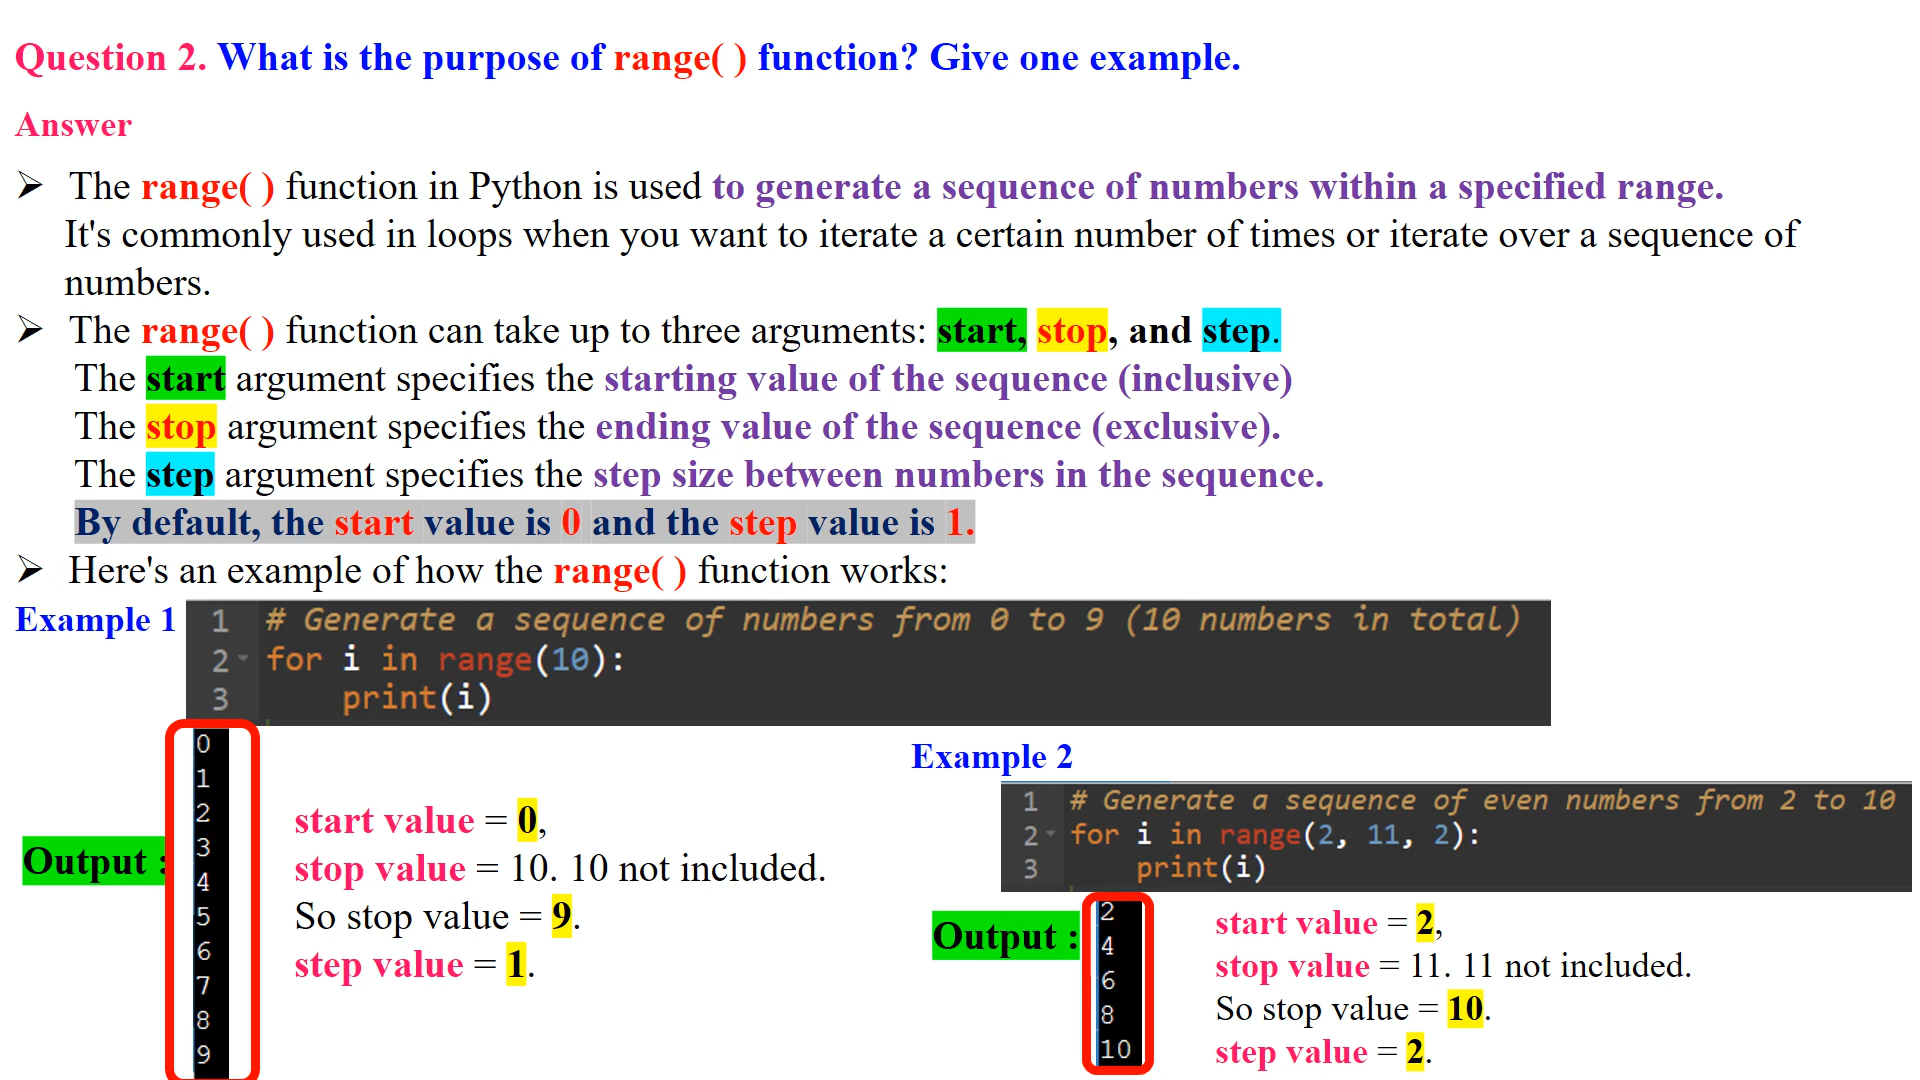 Question 2. What is the purpose of range( ) function? Give one example.
Answer
➢ The range( ) function in Python is used to generate a sequence of numbers within a specified range.
It's commonly used in loops when you want to iterate a certain number of times or iterate over a sequence of
numbers.
➢ The range( ) function can take up to three arguments: start, stop, and step.
The start argument specifies the starting value of the sequence (inclusive)
The stop argument specifies the ending value of the sequence (exclusive).
The step argument specifies the step size between numbers in the sequence.
By default, the start value is 0 and the step value is 1.
➢ Here's an example of how the range( ) function works:
Example 1
1 # Generate a sequence of numbers from 0 to 9 (10 numbers in total)
2 for i in range(10):
3 print(i)
Output :
0
1
2
3
4
5
6
7
8
9
start value = 0,
stop value = 10. 10 not included.
So stop value = 9.
step value = 1.
Example 2
1 # Generate a sequence of even numbers from 2 to 10
2 for i in range(2, 11, 2):
3 print(i)
Output :
2
4
6
8
10
start value = 2,
stop value = 11. 11 not included.
So stop value = 10.
step value = 2.